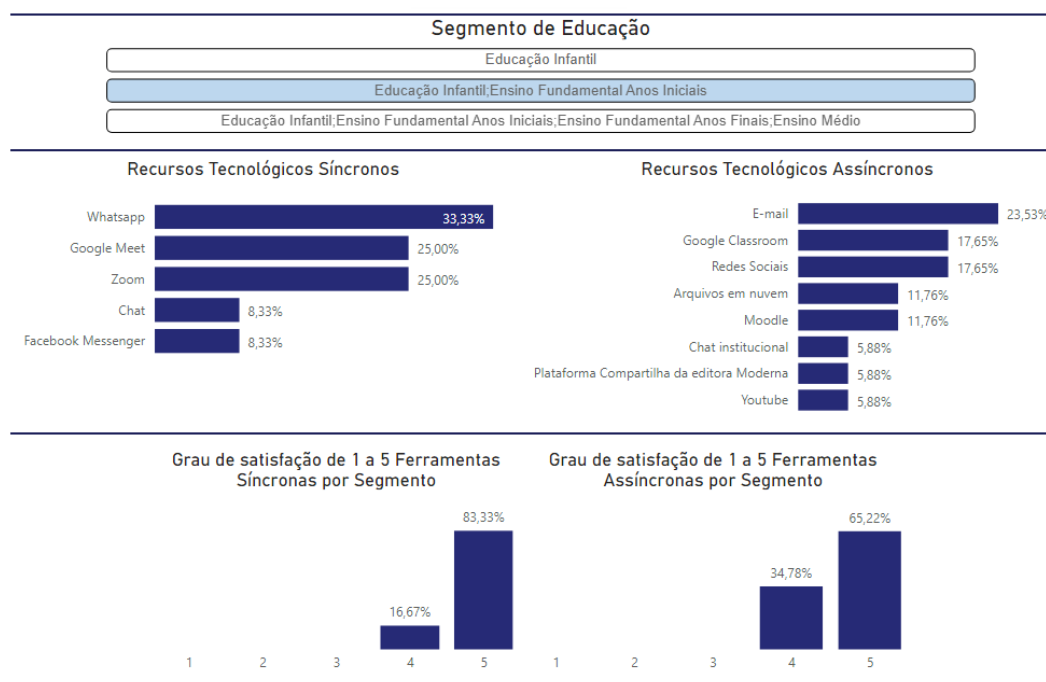 Segmento de Educação
Educação Infantil
Educação Infantil;Ensino Fundamental Anos Iniciais
Educação Infantil;Ensino Fundamental Anos Iniciais;Ensino Fundamental Anos Finais;Ensino Médio
Recursos Tecnológicos Síncronos
Whatsapp 33,33%
Google Meet 25,00%
Zoom 25,00%
Chat 8,33%
Facebook Messenger 8,33%
Recursos Tecnológicos Assíncronos
E-mail 23,53%
Google Classroom 17,65%
Redes Sociais 17,65%
Arquivos em nuvem 11,76%
Moodle 11,76%
Chat institucional 5,88%
Plataforma Compartilha da editora Moderna 5,88%
Youtube 5,88%
Grau de satisfação de 1 a 5 Ferramentas
Síncronas por Segmento
83,33%
16,67%
1 2 3 4 5
Grau de satisfação de 1 a 5 Ferramentas
Assíncronas por Segmento
65,22%
34,78%
1 2 3 4 5